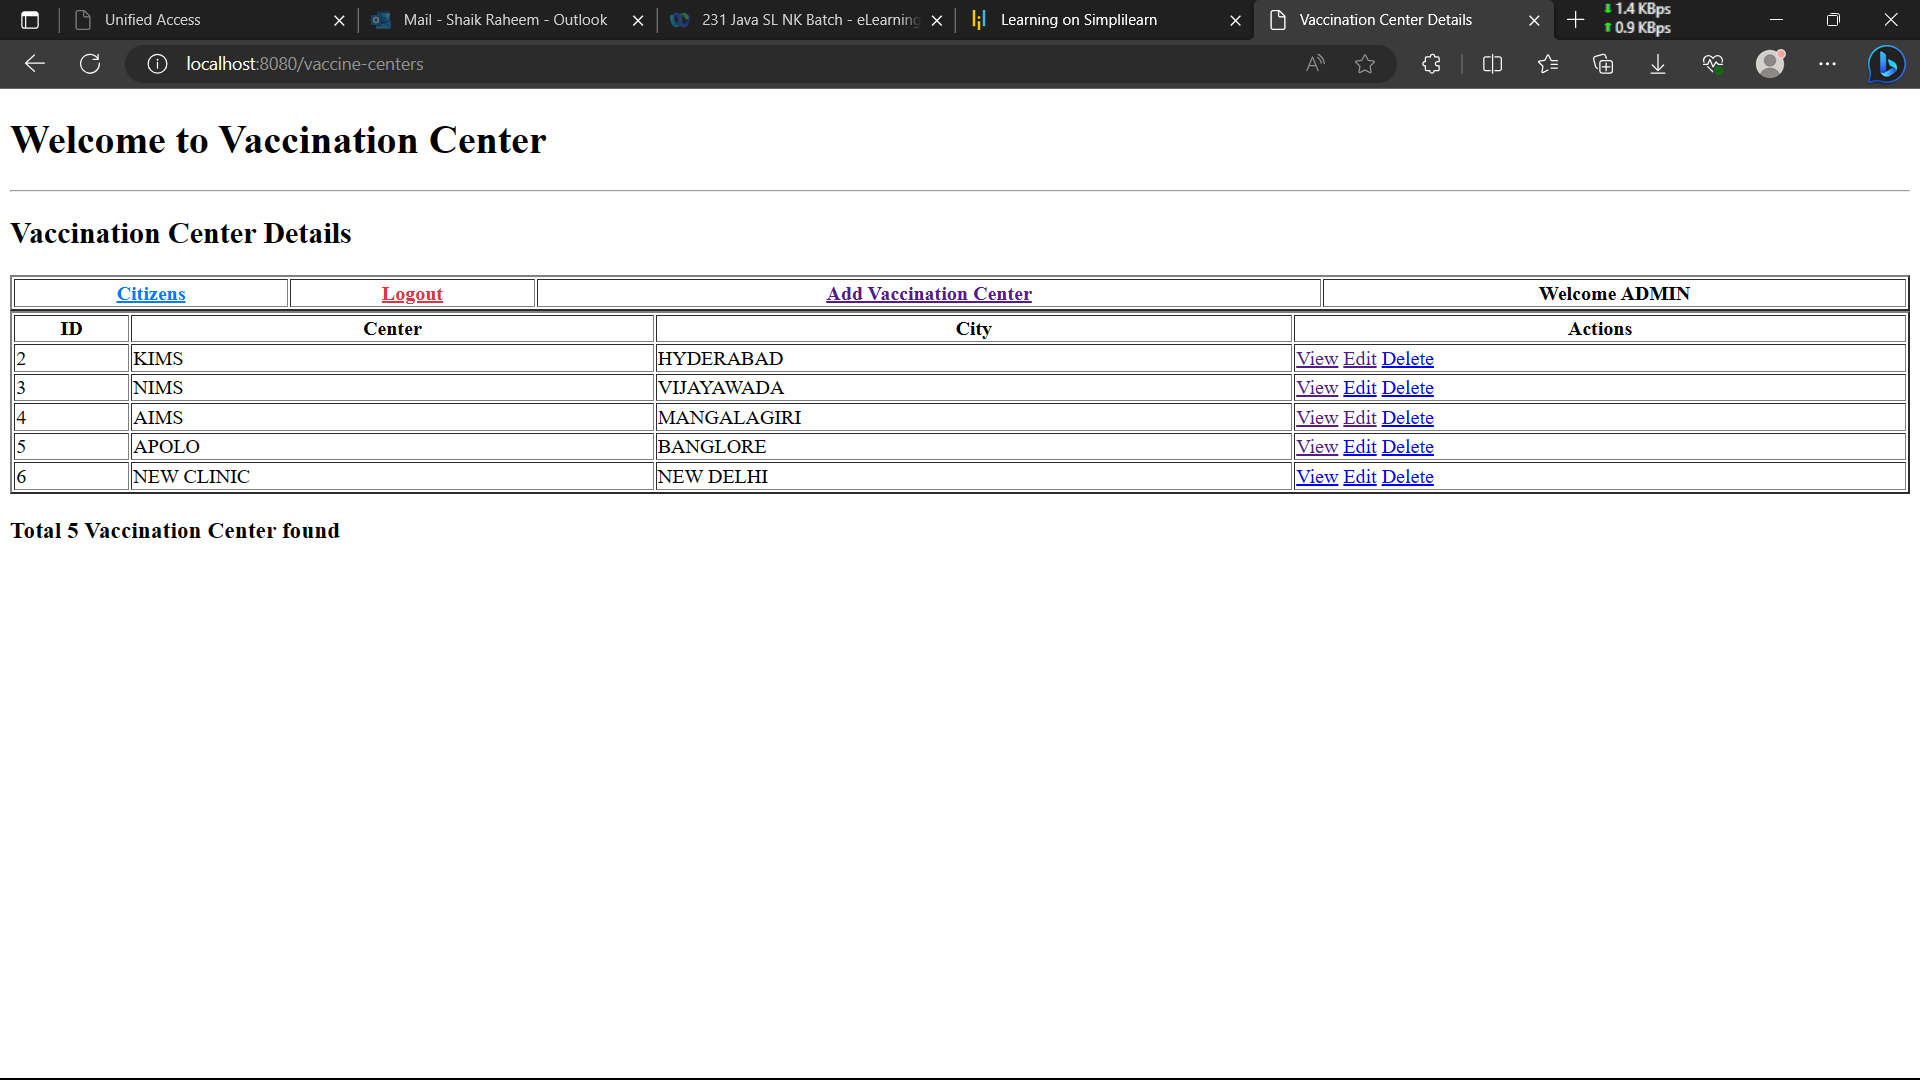 Unified Access
Mail - Shaik Raheem - Outlook
231 Java SL NK Batch - eLearning
Learning on Simplilearn
Vaccination Center Details
1.4 KBps
0.9 KBps
localhost:8080/vaccine-centers
Welcome to Vaccination Center
Vaccination Center Details
Citizens Logout Add Vaccination Center Welcome ADMIN
ID Center City Actions
2 KIMS HYDERABAD View Edit Delete
3 NIMS VIJAYAWADA View Edit Delete
4 AIMS MANGALAGIRI View Edit Delete
5 APOLO BANGLORE View Edit Delete
6 NEW CLINIC NEW DELHI View Edit Delete
Total 5 Vaccination Center found